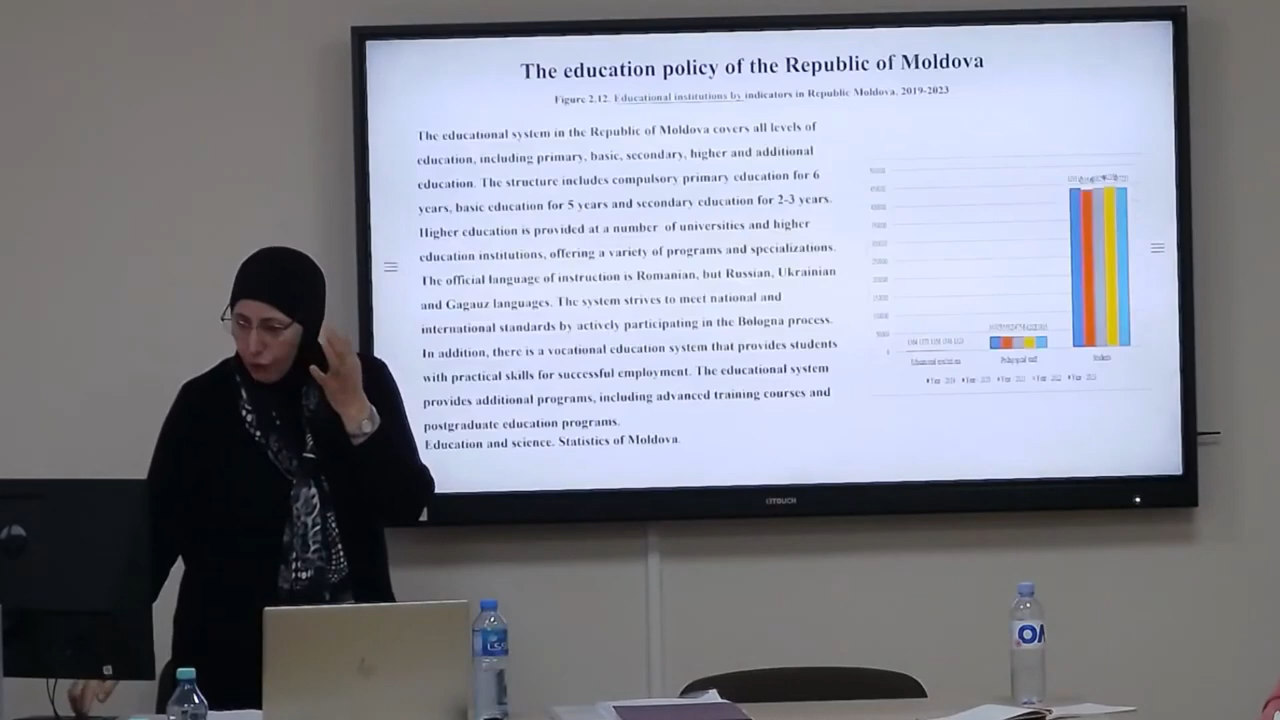 The education policy of the Republic of Moldova
Figure 2.12. Educational institutions by indicators in Republic Moldova, 2019-2023
The educational system in the Republic of Moldova covers all levels of
education, including primary, basic, secondary, higher and additional
education. The structure includes compulsory primary education for 6
years, basic education for 5 years and secondary education for 2-3 years.
Higher education is provided at a number of universities and higher
education institutions, offering a variety of programs and specializations.
The official language of instruction is Romanian, but Russian, Ukrainian
and Gagauz languages. The system strives to meet national and
international standards by actively participating in the Bologna process.
In addition, there is a vocational education system that provides students
with practical skills for successful employment. The educational system
provides additional programs, including advanced training courses and
postgraduate education programs.
Education and science. Statistics of Moldova.
Educational institutions
Pedagogical staff
Students